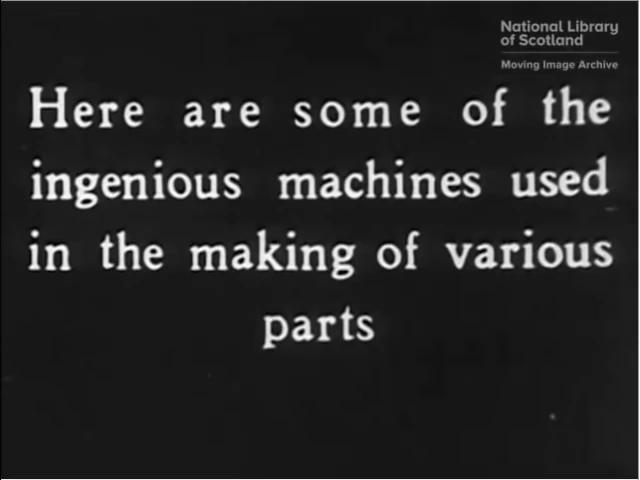 National Library
of Scotland
Moving Image Archive
Here are some of the
ingenious machines used
in the making of various
parts